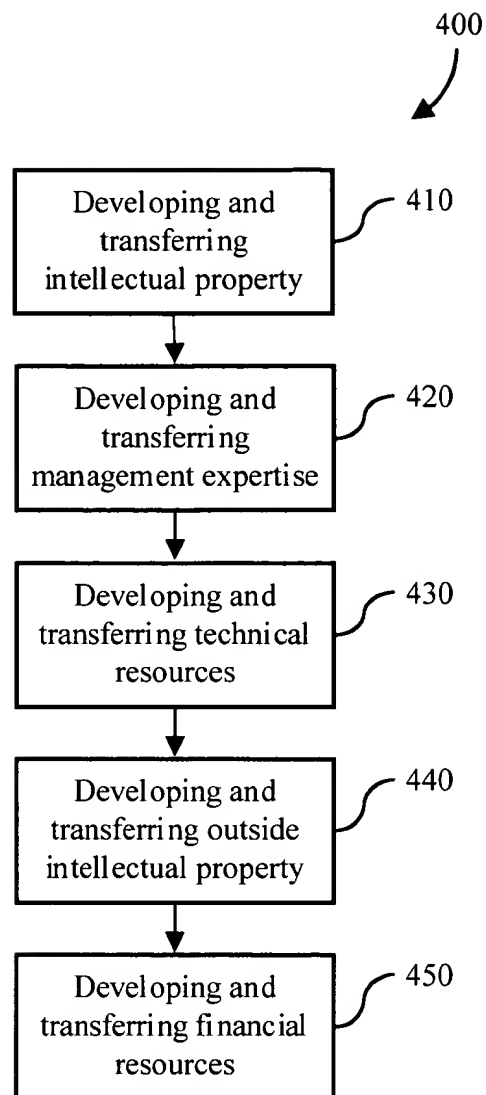 400
Developing and
transferring
intellectual property
410
Developing and
transferring
management expertise
420
Developing and
transferring technical
resources
430
Developing and
transferring outside
intellectual property
440
Developing and
transferring financial
resources
450